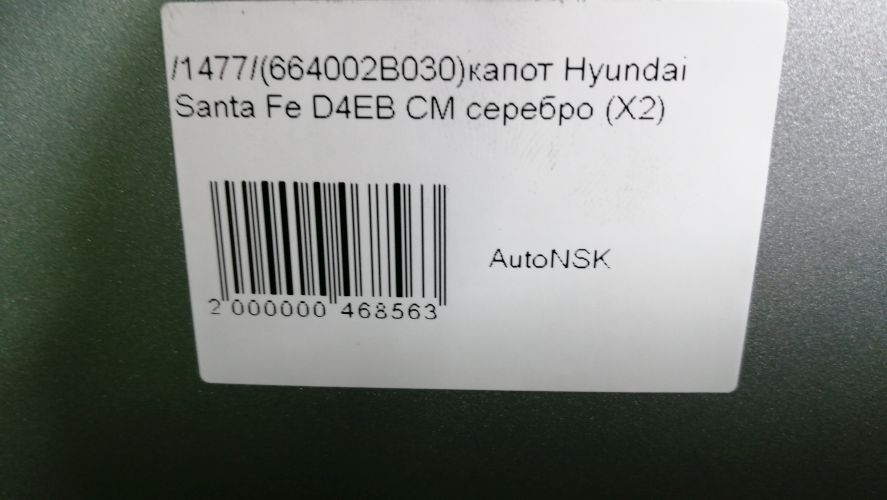 /1477/(664002B030)капот Hyundai
Santa Fe D4EB CM серебро (X2)
AutoNSK
2 000000 468563